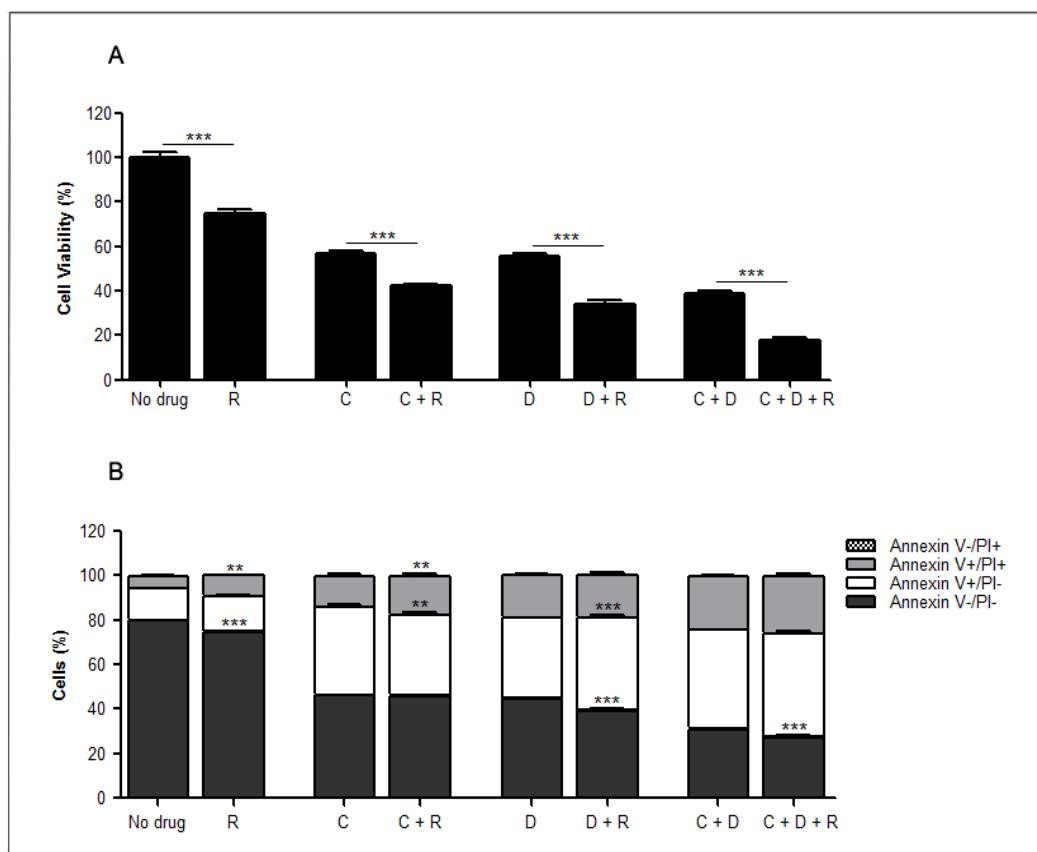 A
Cell Viability (%)
120
100
80
60
40
20
0
***
***
***
***
No drug R C C + R D D + R C + D C + D + R
B
Cells (%)
120
100
80
60
40
20
0
**
***
**
**
***
***
***
No drug R C C + R D D + R C + D C + D + R
Annexin V-/PI+
Annexin V+/PI+
Annexin V+/PI-
Annexin V-/PI-